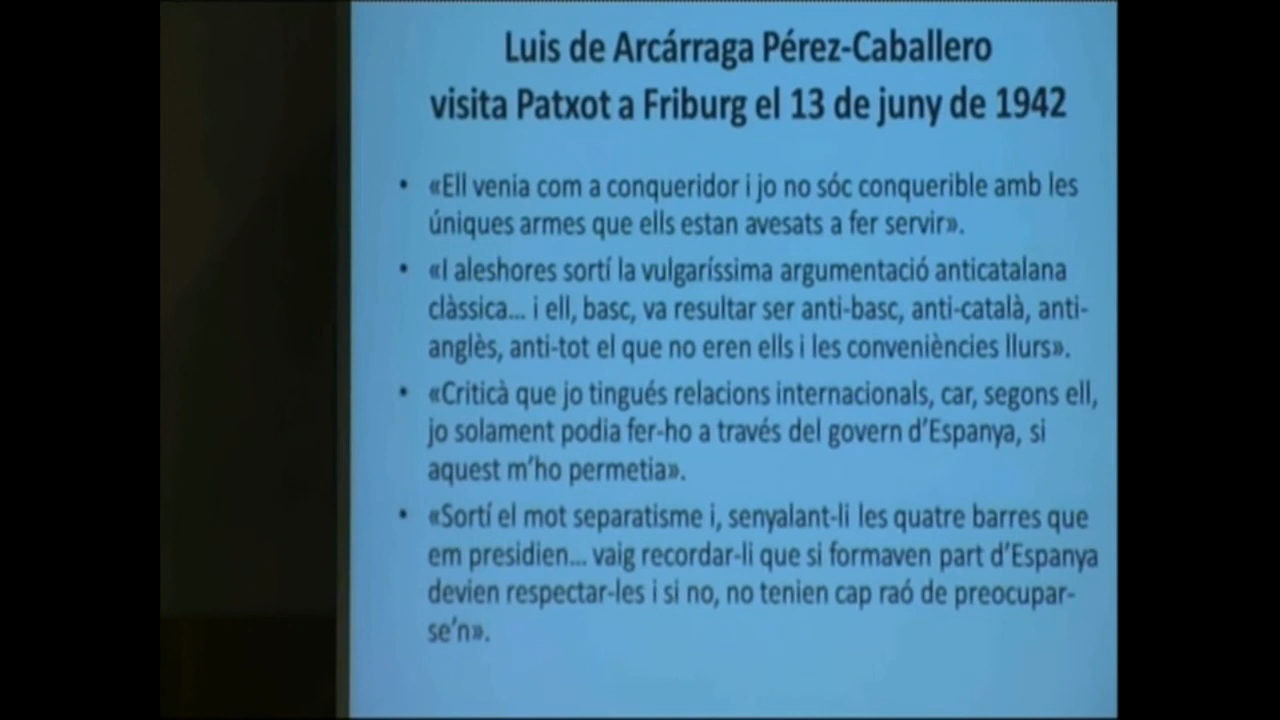 Luis de Arcárraga Pérez-Caballero
visita Patxot a Friburg el 13 de juny de 1942
• «Ell venia com a conqueridor i jo no sóc conquerible amb les
úniques armes que ells estan avesats a fer servir».
• «I aleshores sortí la vulgaríssima argumentació anticatalana
clàssica... i ell, basc, va resultar ser anti-basc, anti-català, anti-
anglès, anti-tot el que no eren ells i les conveniències llurs».
• «Criticà que jo tingués relacions internacionals, car, segons ell,
jo solament podia fer-ho a través del govern d'Espanya, si
aquest m'ho permetia».
• «Sortí el mot separatisme i, senyalant-li les quatre barres que
em presidien... vaig recordar-li que si formaven part d'Espanya
devien respectar-les i si no, no tenien cap raó de preocupar-
se'n».